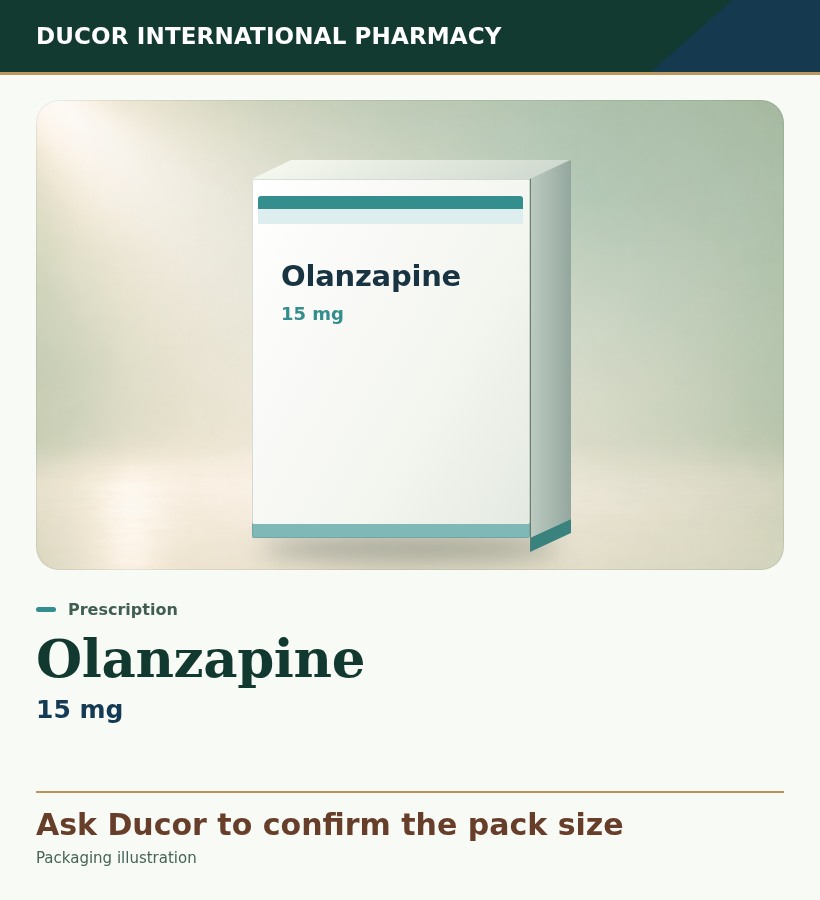 DUCOR INTERNATIONAL PHARMACY
Olanzapine
15 mg
Prescription
Olanzapine
15 mg
Ask Ducor to confirm the pack size
Packaging illustration